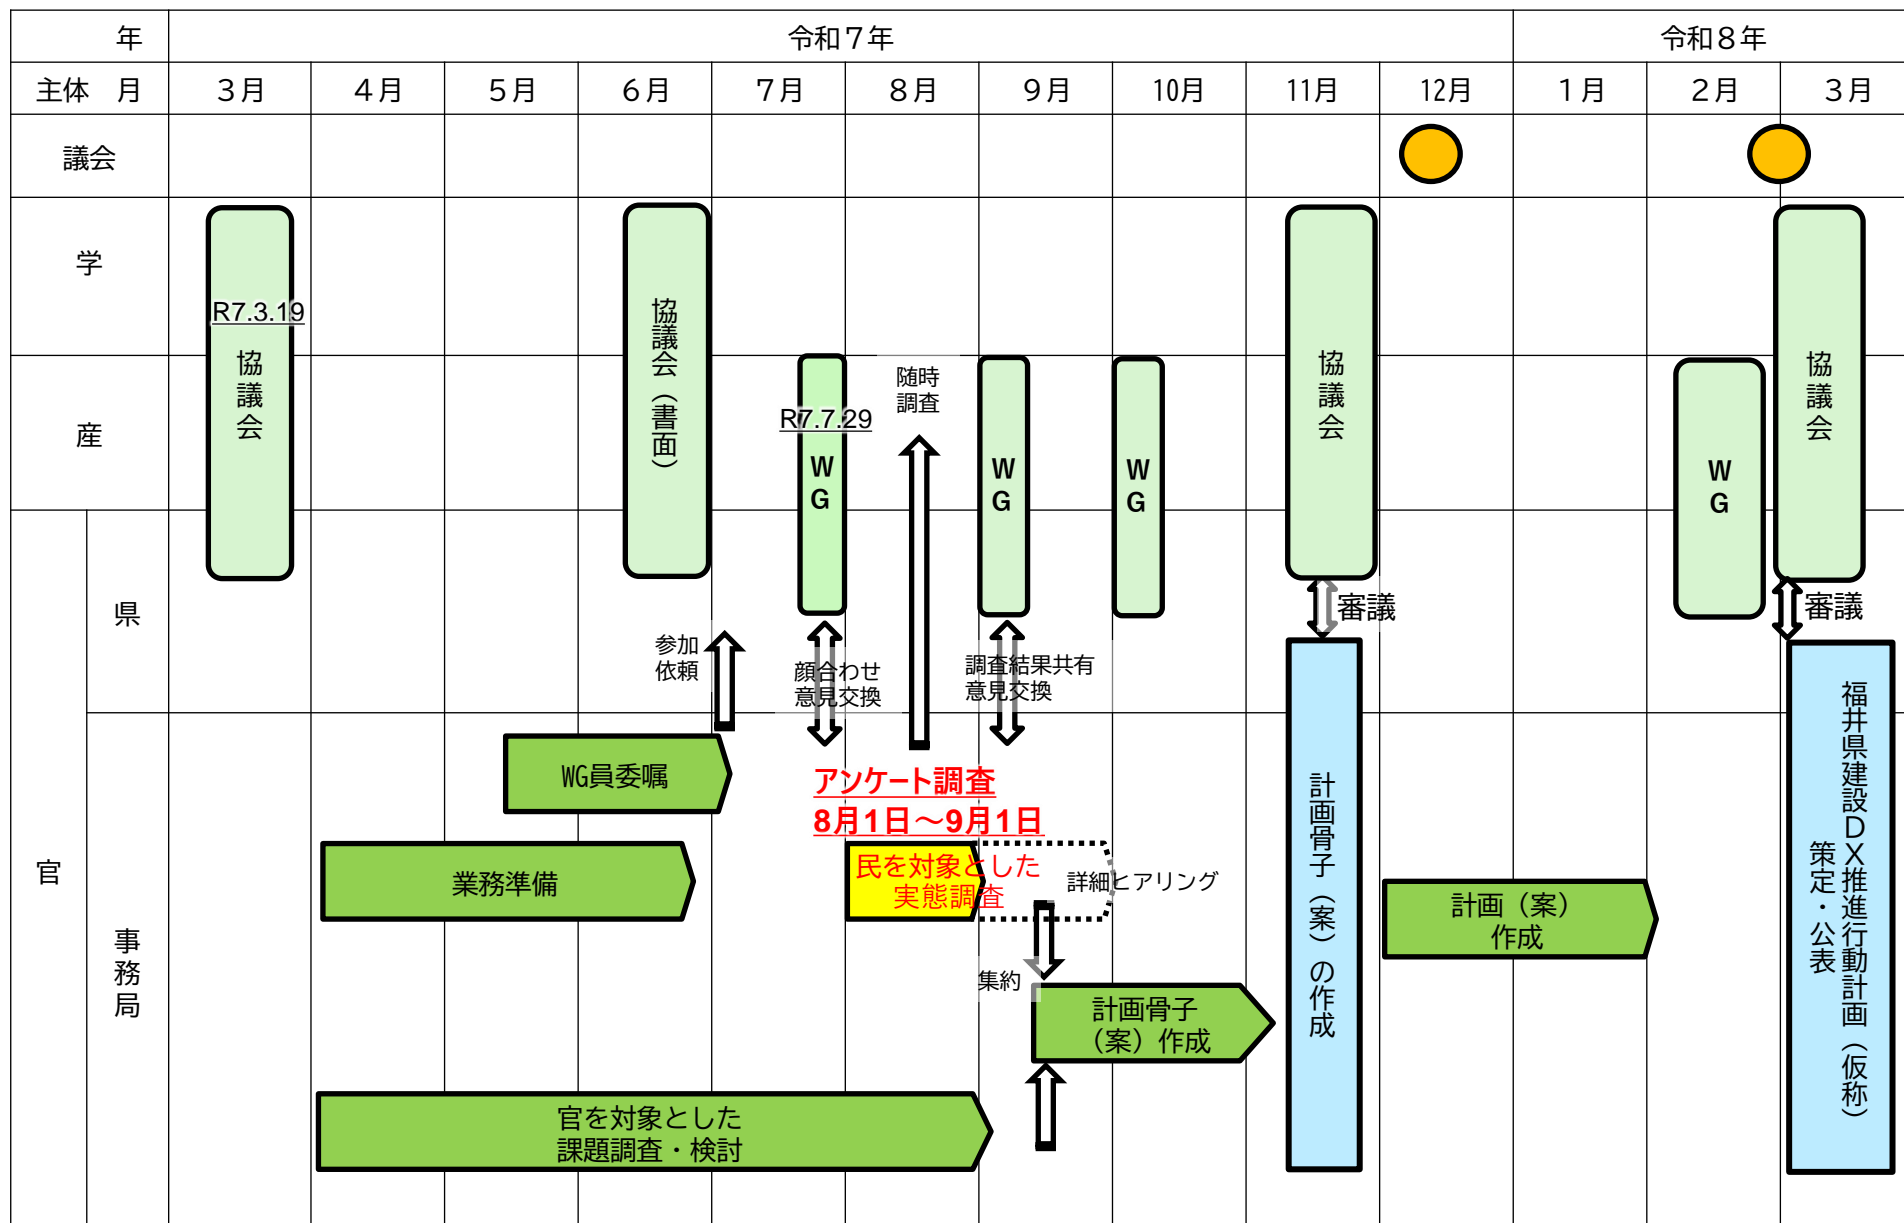 年
令和７年
令和８年
主体　月
３月
４月
５月
６月
７月
８月
９月
10月
11月
12月
１月
２月
３月
議会
学
産
官
県
事務局
R7.3.19
協議会
協議会（書面）
R7.7.29
WG
随時
調査
WG
WG
協議会
WG
協議会
審議
審議
参加
依頼
顔合わせ
意見交換
調査結果共有
意見交換
WG員委嘱
アンケート調査
8月1日～9月1日
業務準備
民を対象とした
実態調査
詳細ヒアリング
集約
計画骨子
（案）作成
官を対象とした
課題調査・検討
計画骨子（案）の作成
計画（案）
作成
福井県建設ＤＸ推進行動計画（仮称）
策定・公表